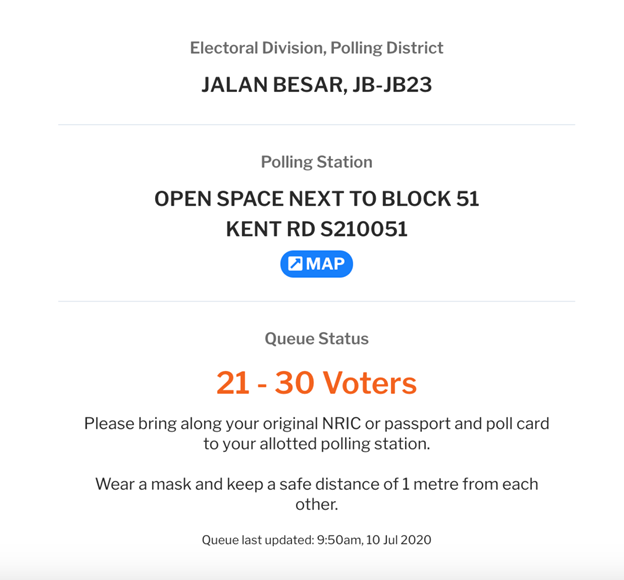 Electoral Division, Polling District
JALAN BESAR, JB-JB23
Polling Station
OPEN SPACE NEXT TO BLOCK 51
KENT RD S210051
MAP
Queue Status
21 - 30 Voters
Please bring along your original NRIC or passport and poll card
to your allotted polling station.
Wear a mask and keep a safe distance of 1 metre from each
other.
Queue last updated: 9:50am, 10 Jul 2020